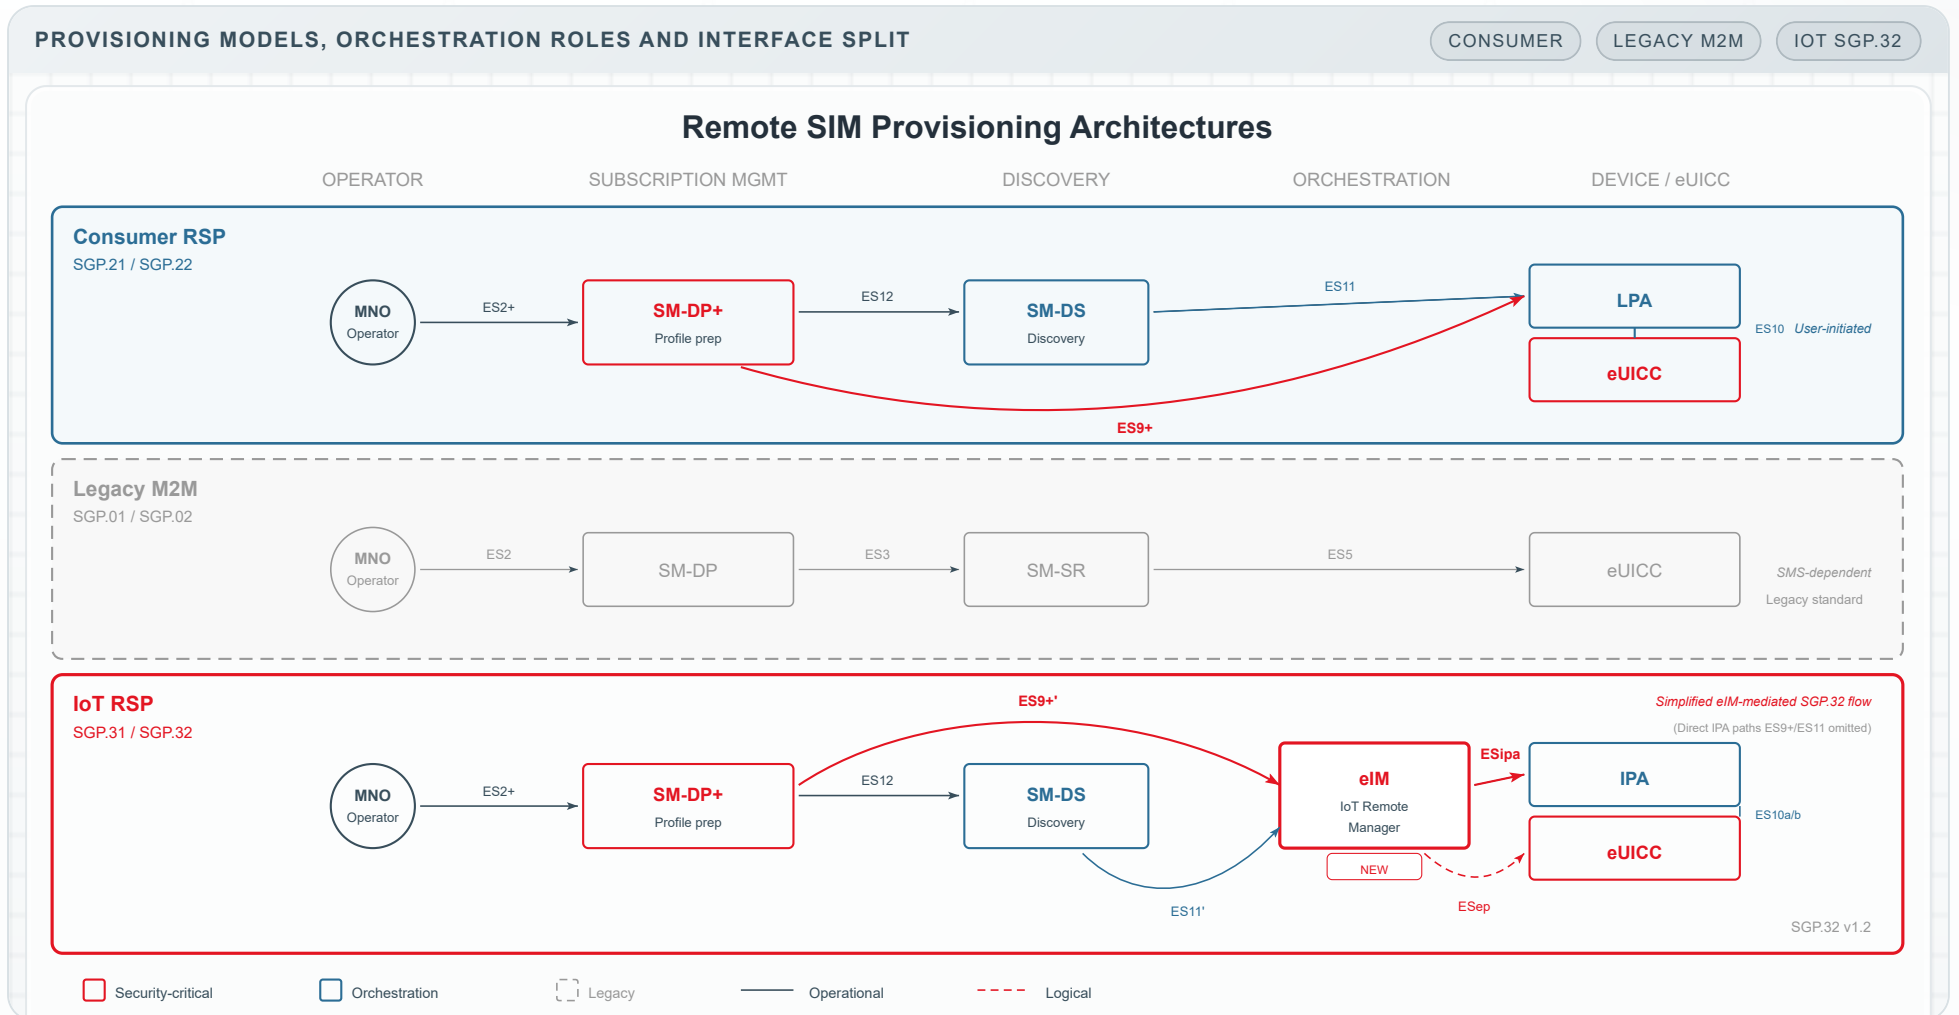 PROVISIONING MODELS, ORCHESTRATION ROLES AND INTERFACE SPLIT
CONSUMER
LEGACY M2M
IOT SGP.32
Remote SIM Provisioning Architectures
OPERATOR
SUBSCRIPTION MGMT
DISCOVERY
ORCHESTRATION
DEVICE / eUICC
Consumer RSP
SGP.21 / SGP.22
MNO
Operator
ES2+
SM-DP+
Profile prep
ES12
SM-DS
Discovery
ES11
LPA
ES10
User-initiated
eUICC
ES9+
Legacy M2M
SGP.01 / SGP.02
MNO
Operator
ES2
SM-DP
ES3
SM-SR
ES5
eUICC
SMS-dependent
Legacy standard
IoT RSP
SGP.31 / SGP.32
ES9+'
Simplified eIM-mediated SGP.32 flow
(Direct IPA paths ES9+/ES11 omitted)
MNO
Operator
ES2+
SM-DP+
Profile prep
ES12
SM-DS
Discovery
eIM
IoT Remote
Manager
NEW
ESipa
IPA
ES10a/b
eUICC
ES11'
ESep
SGP.32 v1.2
Security-critical
Orchestration
Legacy
Operational
Logical